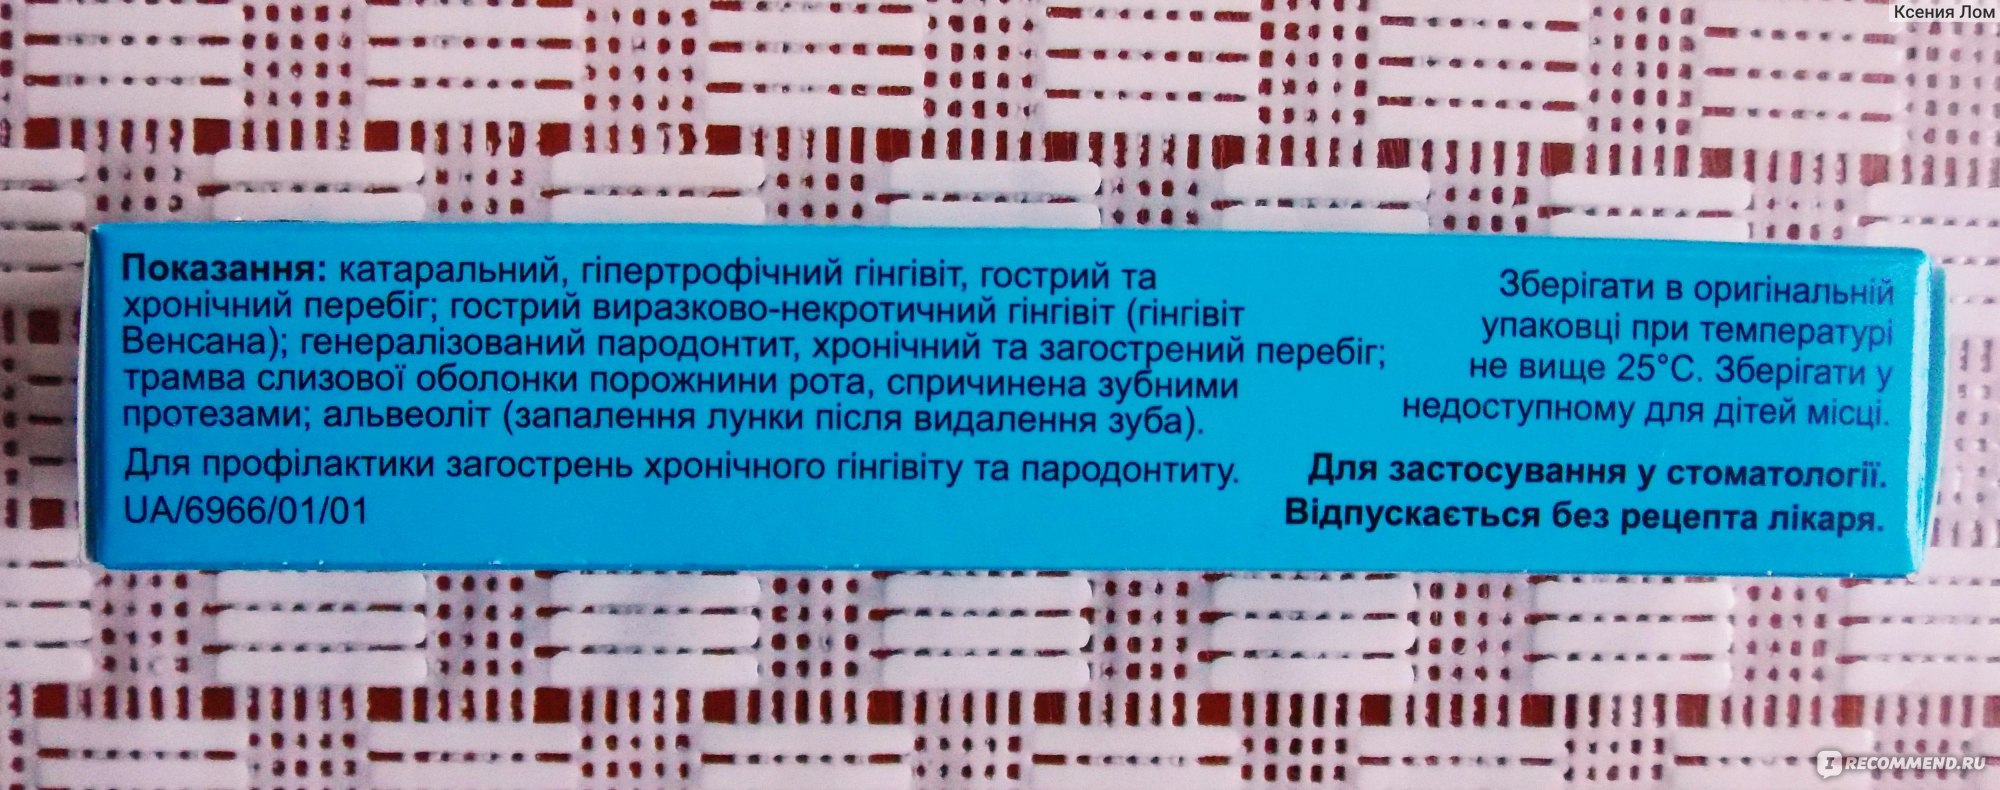 Ксения Лом
Показання: катаральний, гіпертрофічний гінгівіт, гострий та
хронічний перебіг; гострий виразково-некротичний гінгівіт (гінгівіт
Венсана); генералізований пародонтит, хронічний та загострений перебіг;
трамва слизової оболонки порожнини рота, спричинена зубними
протезами; альвеоліт (запалення лунки після видалення зуба).
Для профілактики загострень хронічного гінгівіту та пародонтиту.
UA/6966/01/01
Зберігати в оригінальній
упаковці при температурі
не вище 25°С. Зберігати у
недоступному для дітей місці.
Для застосування у стоматології.
Відпускається без рецепта лікаря.
I RECOMMEND.RU